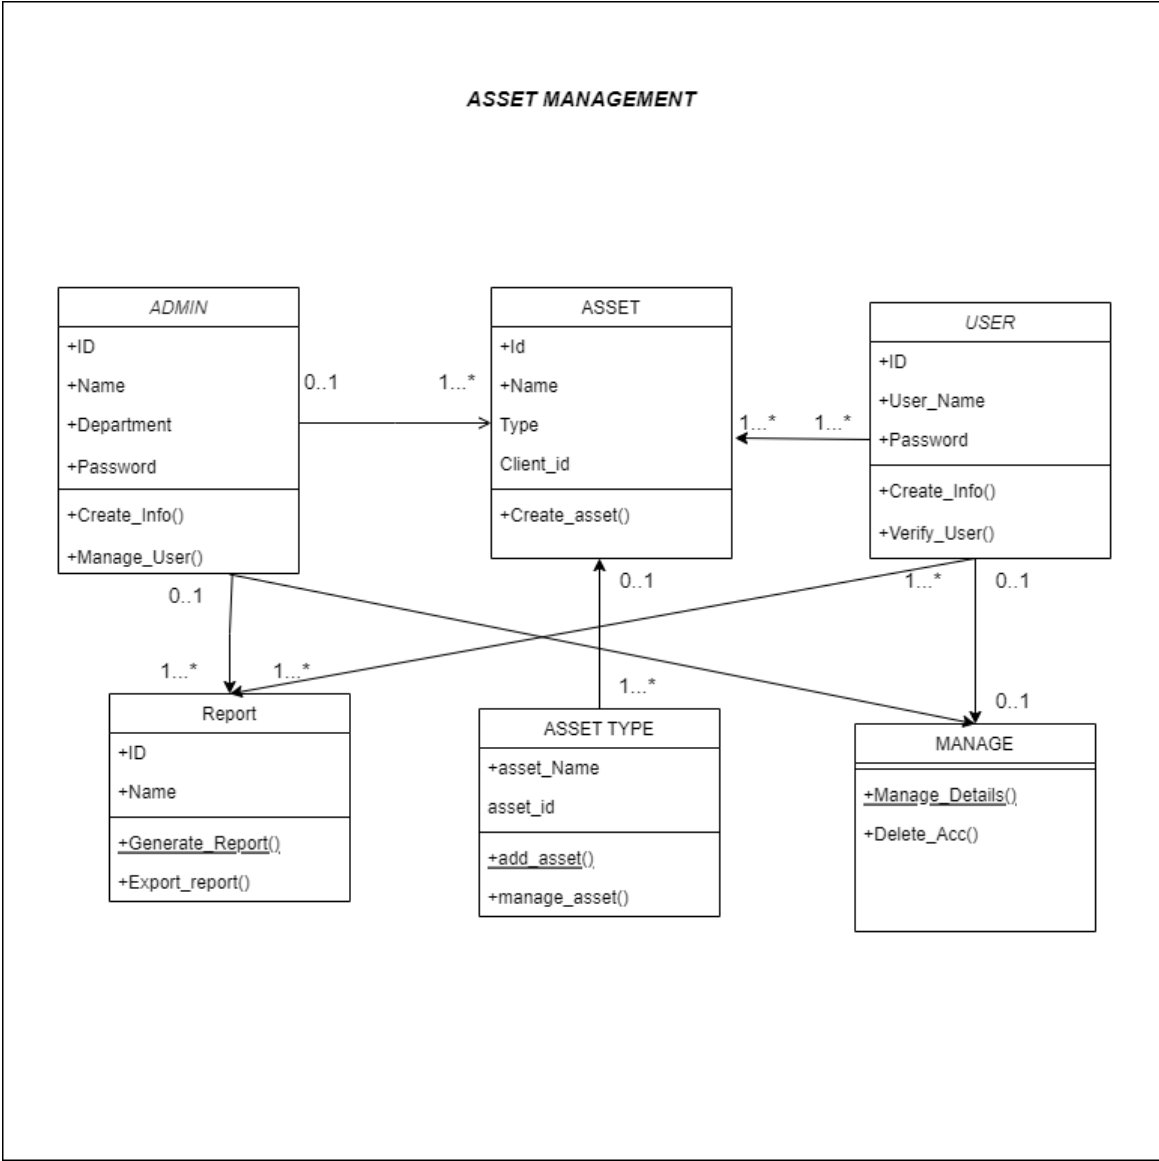 ASSET MANAGEMENT
ADMIN
+ID
+Name
+Department
+Password
+Create_Info()
+Manage_User()
0..1
1...*
ASSET
+Id
+Name
Type
Client_id
+Create_asset()
1...*
1...*
USER
+ID
+User_Name
+Password
+Create_Info()
+Verify_User()
0..1
0..1
1...*
0..1
1...*
1...*
1...*
0..1
Report
+ID
+Name
+Generate_Report()
+Export_report()
ASSET TYPE
+asset_Name
asset_id
+add_asset()
+manage_asset()
MANAGE
+Manage_Details()
+Delete_Acc()